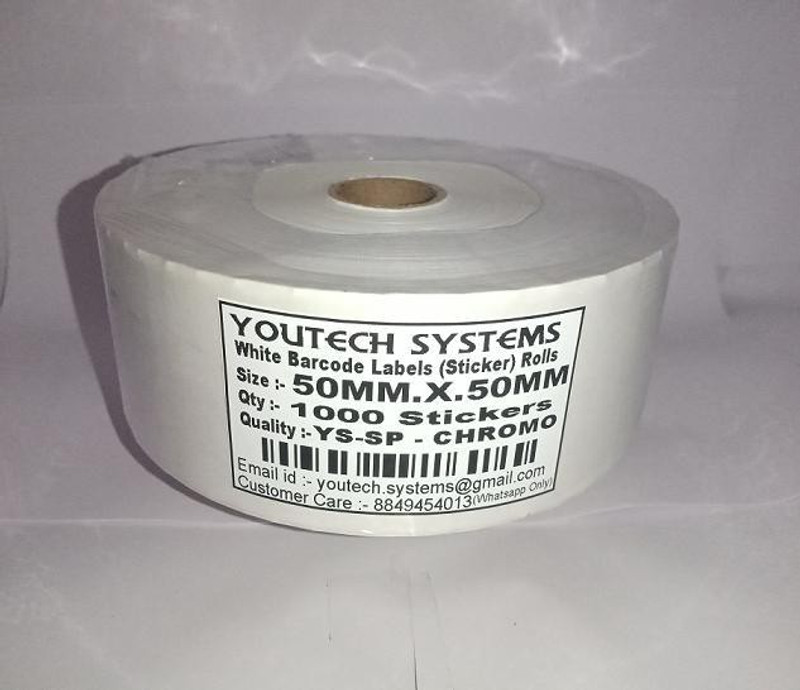 YOUTECH SYSTEMS
White Barcode Labels (Sticker) Rolls
Size :- 50MM.X.50MM
Qty :- 1000 Stickers
Quality :-YS-SP - CHROMO
Email id :- youtech.systems@gmail.com
Customer Care :- 8849454013(Whatsapp Only)